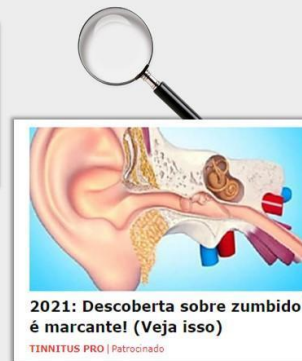 2021: Descoberta sobre zumbido
é marcante! (Veja isso)
TINNITUS PRO | Patrocinado